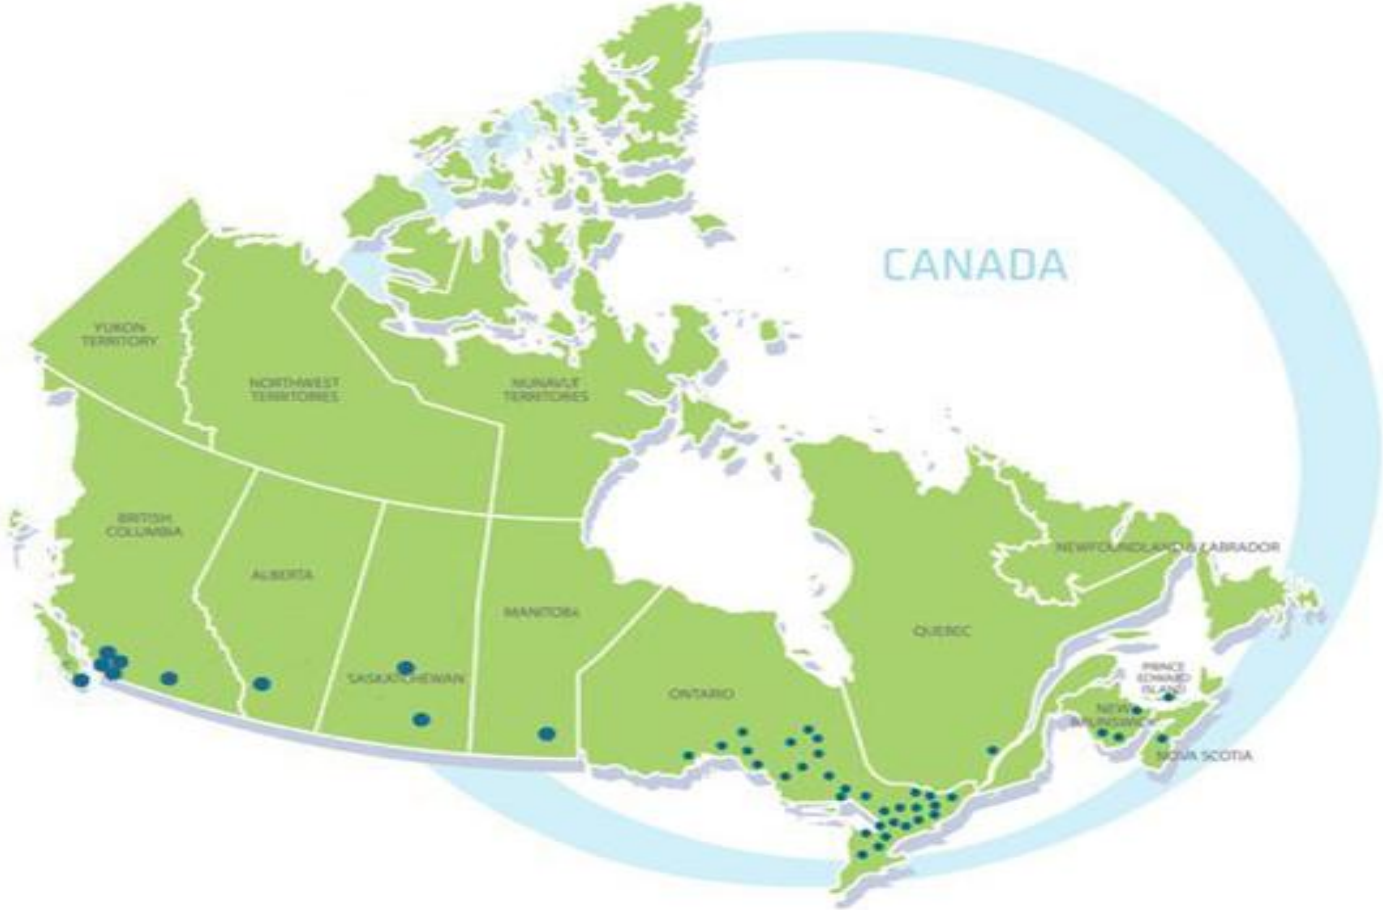 CANADA
YUKON
TERRITORY
NORTHWEST
TERRITORIES
NUNAVUT
TERRITORIES
BRITISH
COLUMBIA
ALBERTA
SASKATCHEWAN
MANITOBA
ONTARIO
QUEBEC
NEWFOUNDLAND & LABRADOR
PRINCE
EDWARD
ISLAND
NEW
BRUNSWICK
NOVA SCOTIA